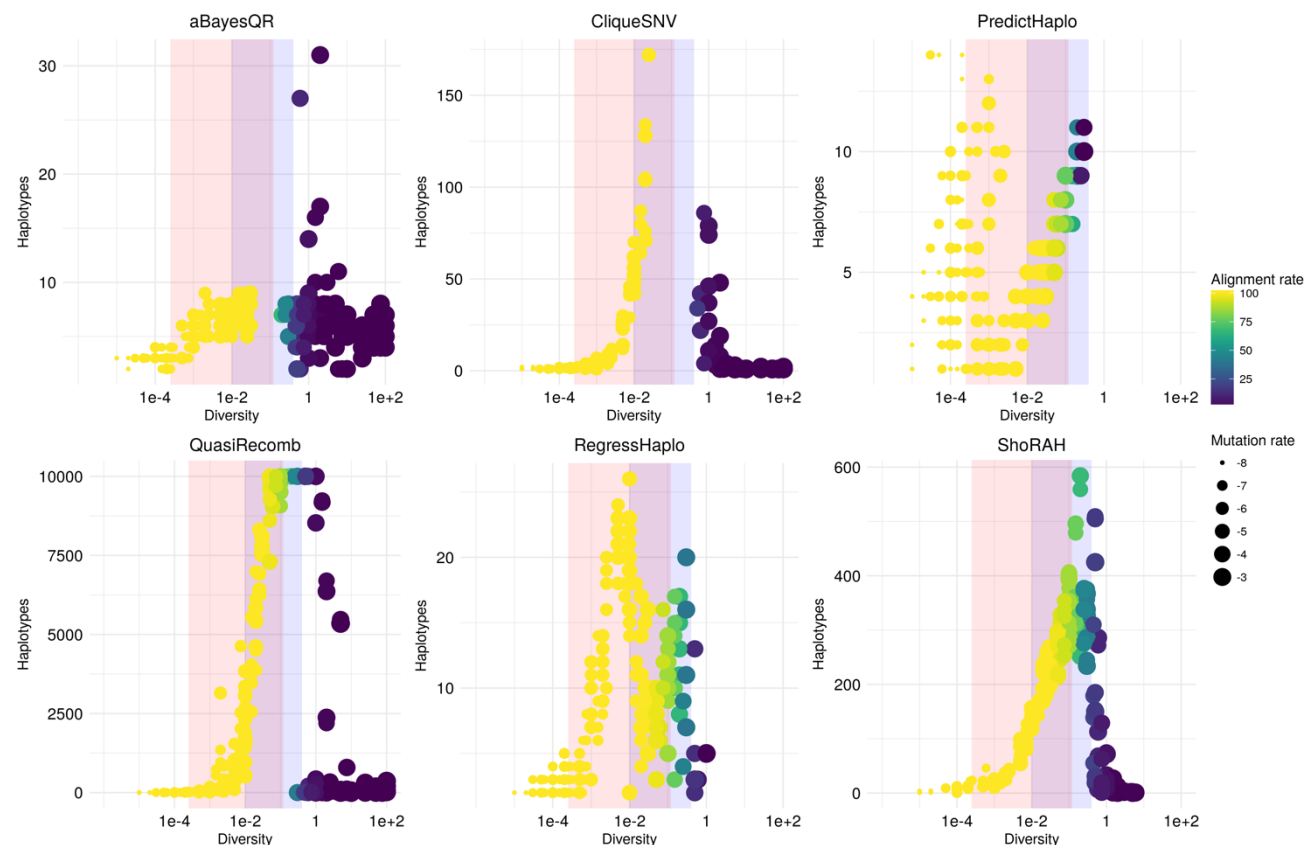 aBayesQR CliqueSNV PredictHaplo
30
20
10
Haplotypes
1e-4 1e-2 1 1e+2
Diversity
150
125
100
75
50
25
0
Haplotypes
1e-4 1e-2 1 1e+2
Diversity
10
5
Haplotypes
1e-4 1e-2 1 1e+2
Diversity
Alignment rate
100
75
50
25
QuasiRecomb RegressHaplo ShoRAH
10000
7500
5000
2500
0
Haplotypes
1e-4 1e-2 1 1e+2
Diversity
20
10
Haplotypes
1e-4 1e-2 1 1e+2
Diversity
600
400
200
0
Haplotypes
1e-4 1e-2 1 1e+2
Diversity
Mutation rate
-8
-7
-6
-5
-4
-3